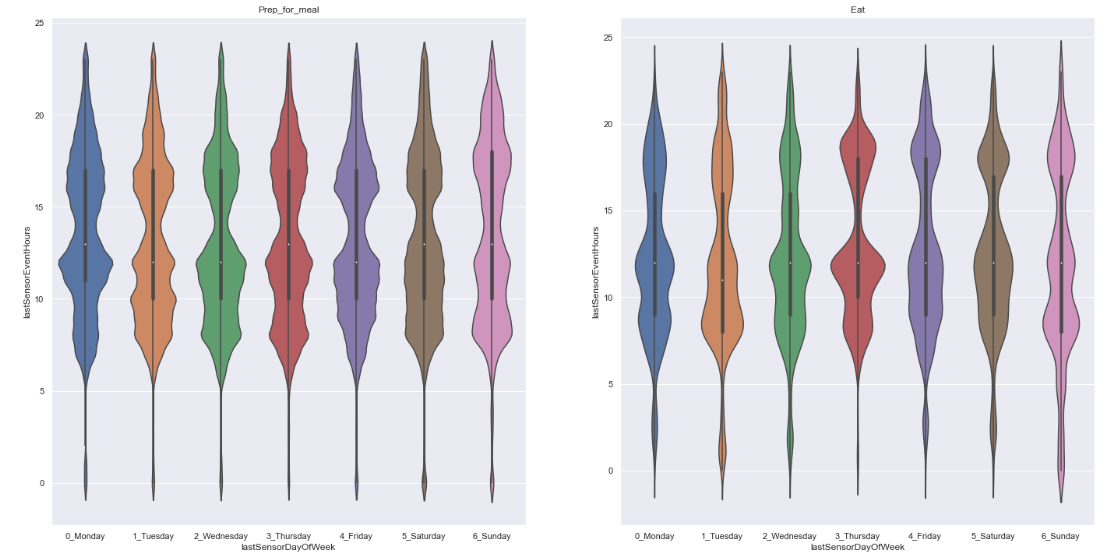 Prep_for_meal
25
20
15
10
5
0
lastSensorEventHours
0_Monday 1_Tuesday 2_Wednesday 3_Thursday 4_Friday 5_Saturday 6_Sunday
lastSensorDayOfWeek
Eat
25
20
15
10
5
0
lastSensorEventHours
0_Monday 1_Tuesday 2_Wednesday 3_Thursday 4_Friday 5_Saturday 6_Sunday
lastSensorDayOfWeek